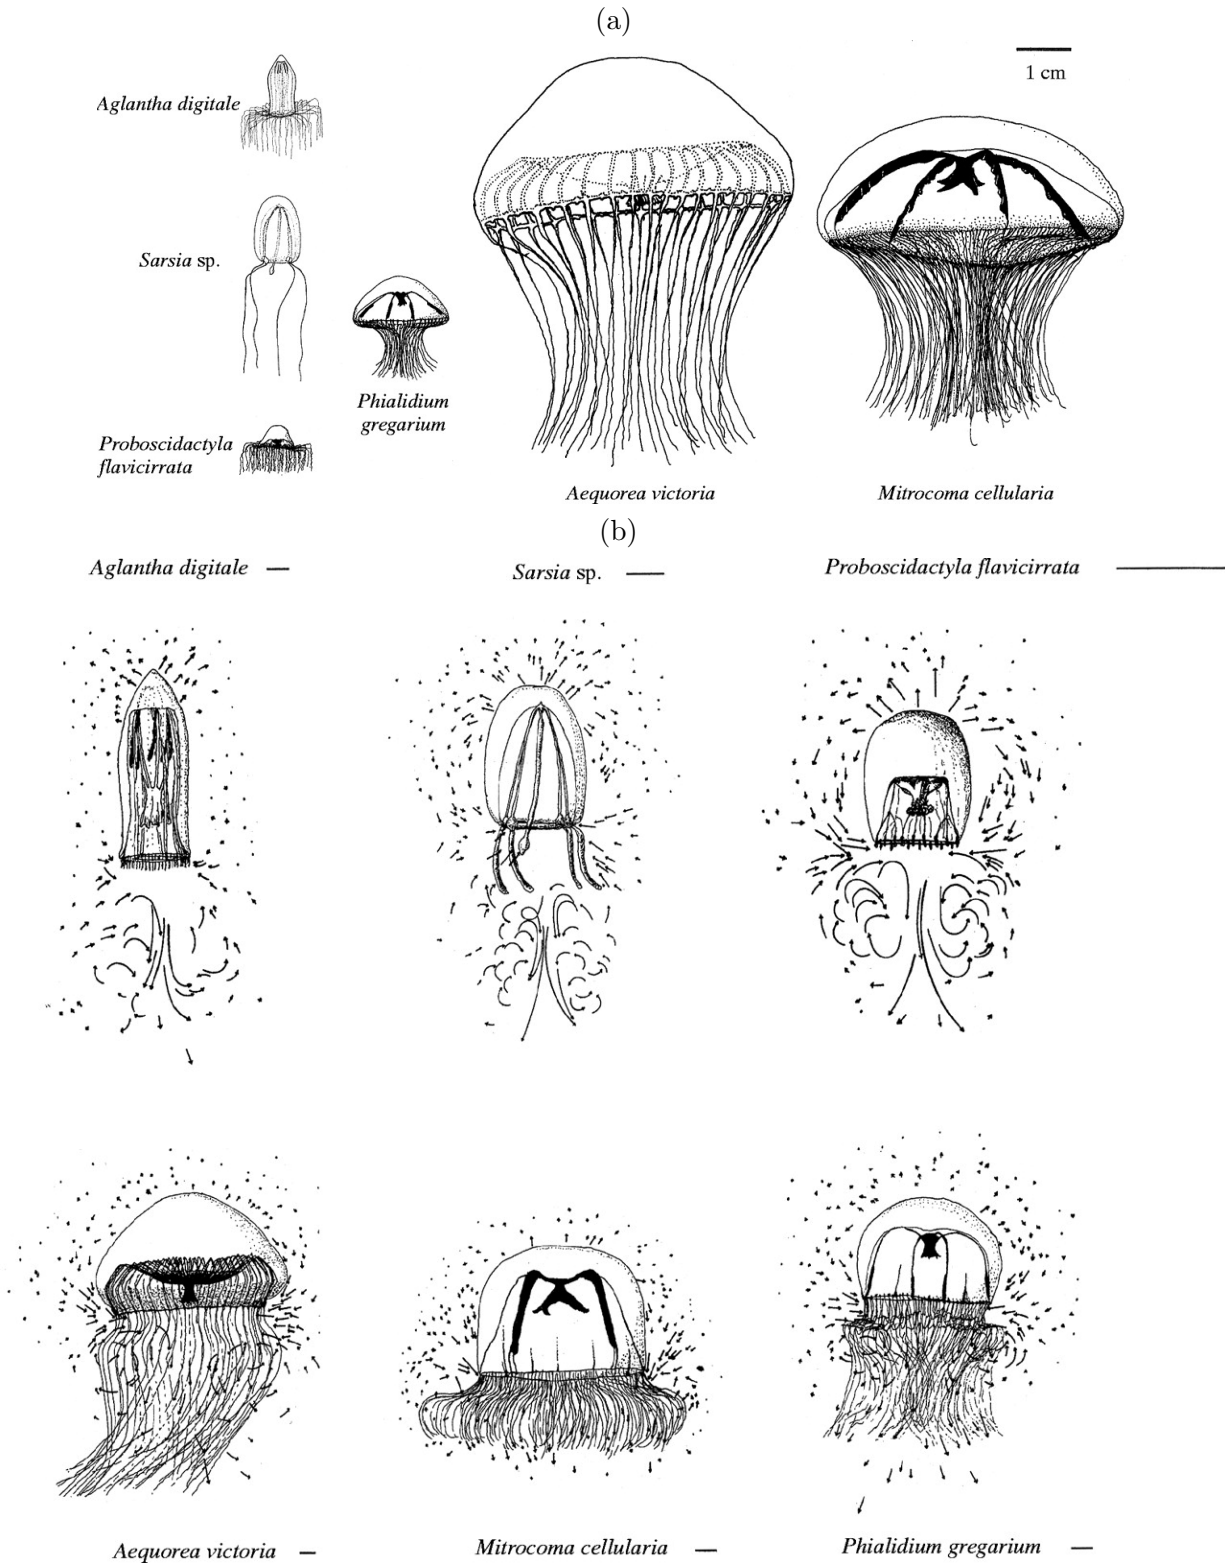 (a)
1 cm
Aglantha digitale
Sarsia sp.
Phialidium
gregarium
Proboscidactyla
flavicirrata
Aequorea victoria
Mitrocoma cellularia
(b)
Aglantha digitale
Sarsia sp.
Proboscidactyla flavicirrata
Aequorea victoria
Mitrocoma cellularia
Phialidium gregarium